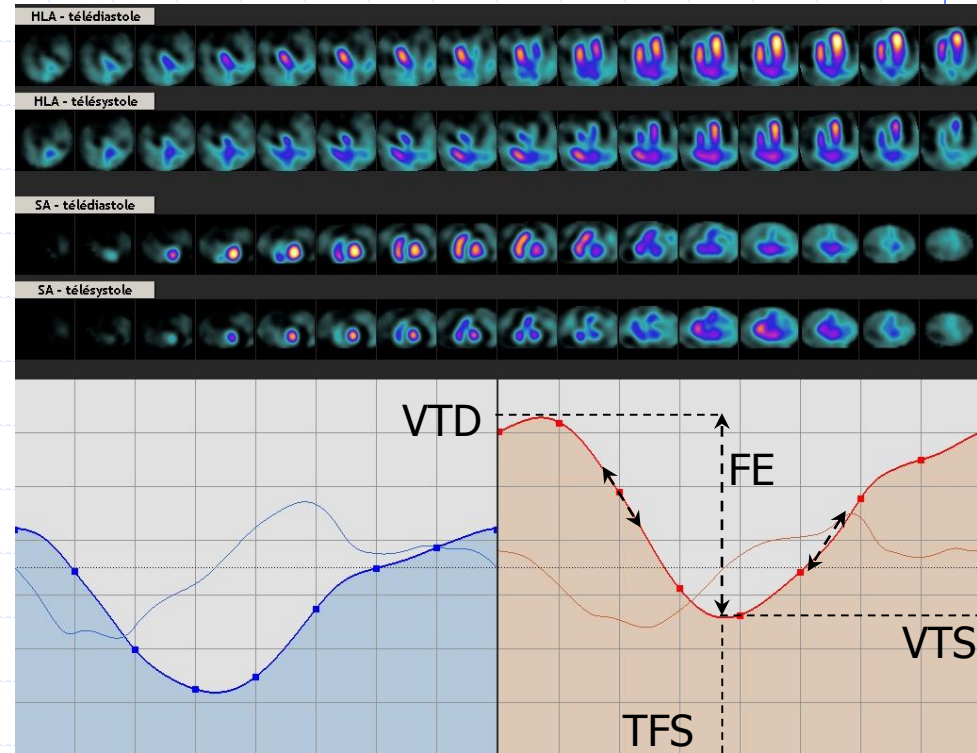 HLA - télédiastole
HLA - télésystole
SA - télédiastole
SA - télésystole
VTD
FE
VTS
TFS